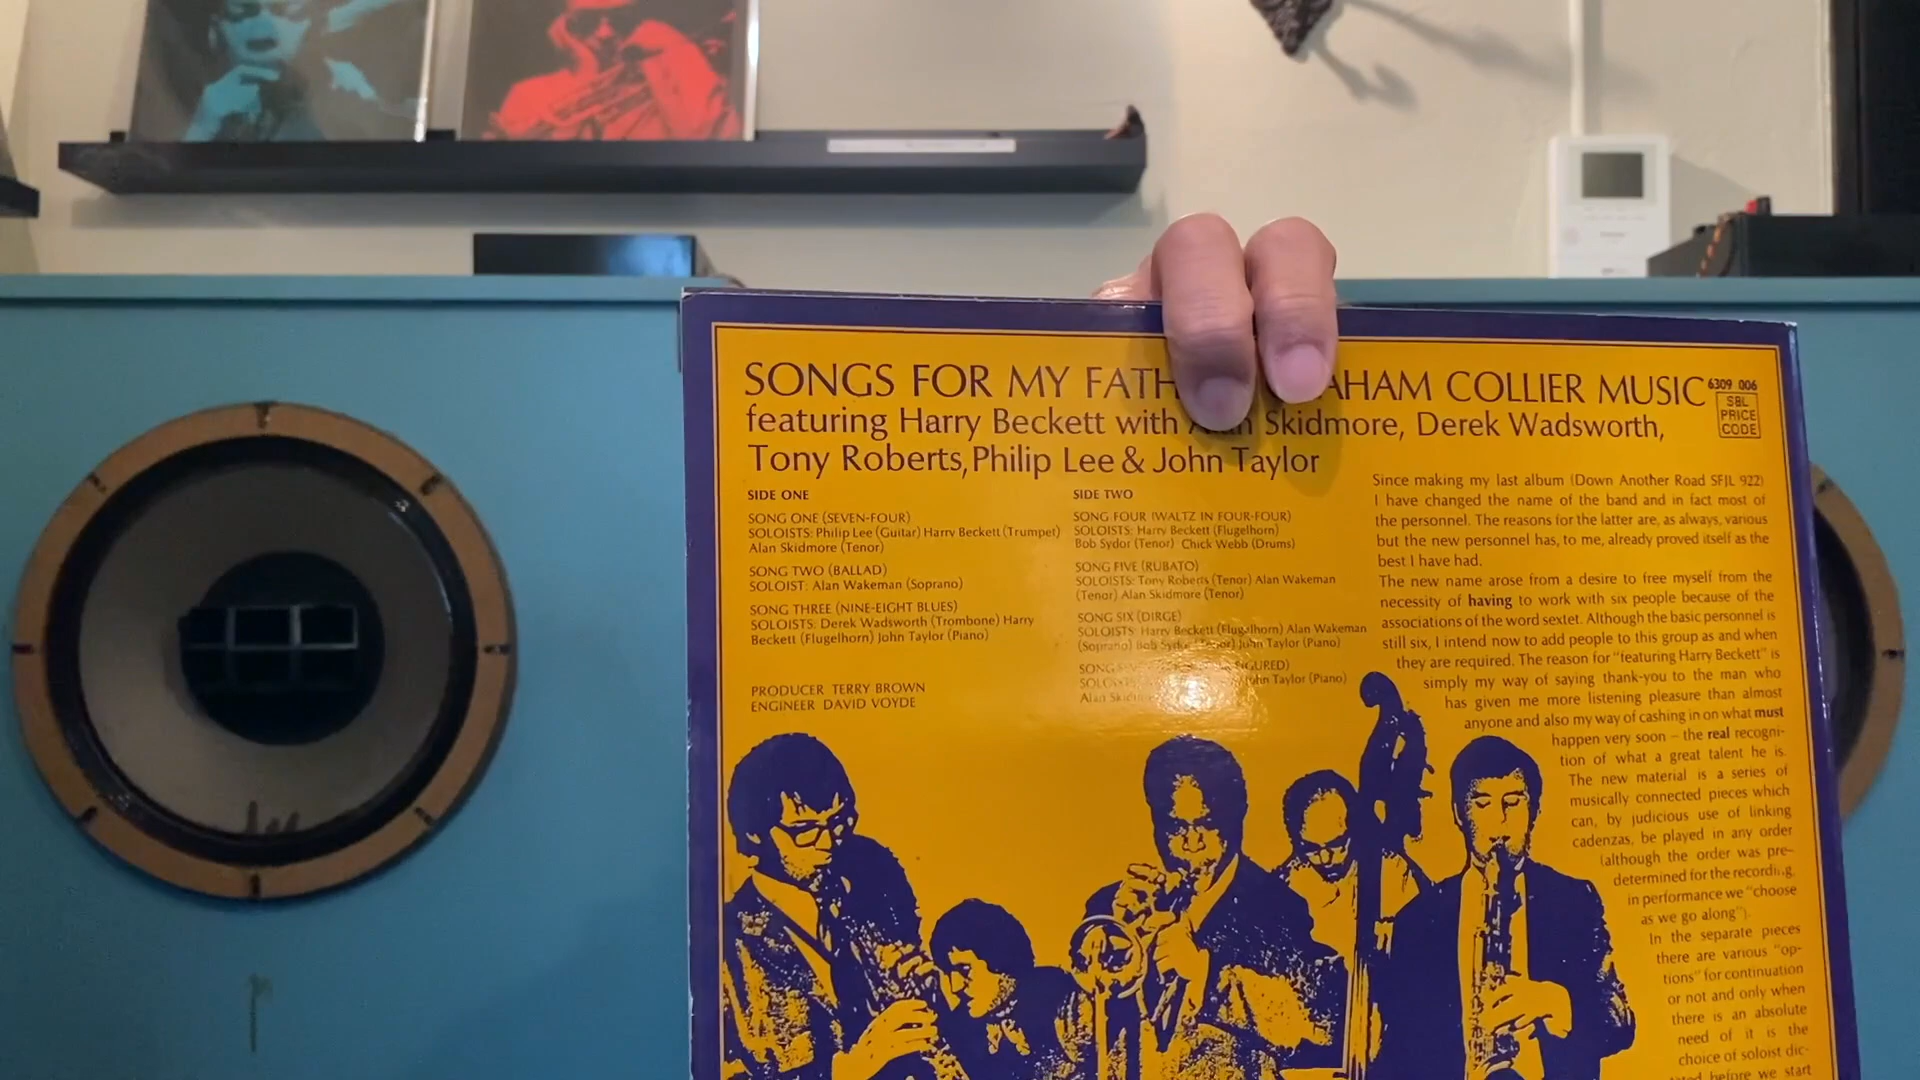 SONGS FOR MY FATH AHAM COLLIER MUSIC
6309 006
SBL
PRICE
CODE
featuring Harry Beckett with Alan Skidmore, Derek Wadsworth,
Tony Roberts, Philip Lee & John Taylor
SIDE ONE
SONG ONE (SEVEN-FOUR)
SOLOISTS: Philip Lee (Guitar) Harry Beckett (Trumpet)
Alan Skidmore (Tenor)
SONG TWO (BALLAD)
SOLOIST: Alan Wakeman (Soprano)
SONG THREE (NINE-EIGHT BLUES)
SOLOISTS: Derek Wadsworth (Trombone) Harry
Beckett (Flugelhorn) John Taylor (Piano)
PRODUCER TERRY BROWN
ENGINEER DAVID VOYDE
SIDE TWO
SONG FOUR (WALTZ IN FOUR-FOUR)
SOLOISTS: Harry Beckett (Flugelhorn)
Bob Sydor (Tenor) Chick Webb (Drums)
SONG FIVE (RUBATO)
SOLOISTS: Tony Roberts (Tenor) Alan Wakeman
(Tenor) Alan Skidmore (Tenor)
SONG SIX (DIRGE)
SOLOISTS: Harry Beckett (Flugelhorn) Alan Wakeman
(Soprano) Bob Sydor (Tenor) John Taylor (Piano)
SONG IGURED)
John Taylor (Piano)
Alan
Since making my last album (Down Another Road SFJL 922)
I have changed the name of the band and in fact most of
the personnel. The reasons for the latter are, as always, various
but the new personnel has, to me, already proved itself as the
best I have had.
The new name arose from a desire to free myself from the
necessity of having to work with six people because of the
associations of the word sextet. Although the basic personnel is
still six, I intend now to add people to this group as and when
they are required. The reason for "featuring Harry Beckett" is
simply my way of saying thank-you to the man who
has given me more listening pleasure than almost
anyone and also my way of cashing in on what must
happen very soon – the real recogni-
tion of what a great talent he is.
The new material is a series of
musically connected pieces which
can, by judicious use of linking
cadenzas, be played in any order
(although the order was pre-
determined for the recording,
in performance we "choose
as we go along").
In the separate pieces
there are various "op-
tions" for continuation
or not and only when
there is an absolute
need of it is the
choice of soloist dic-
tated before we start